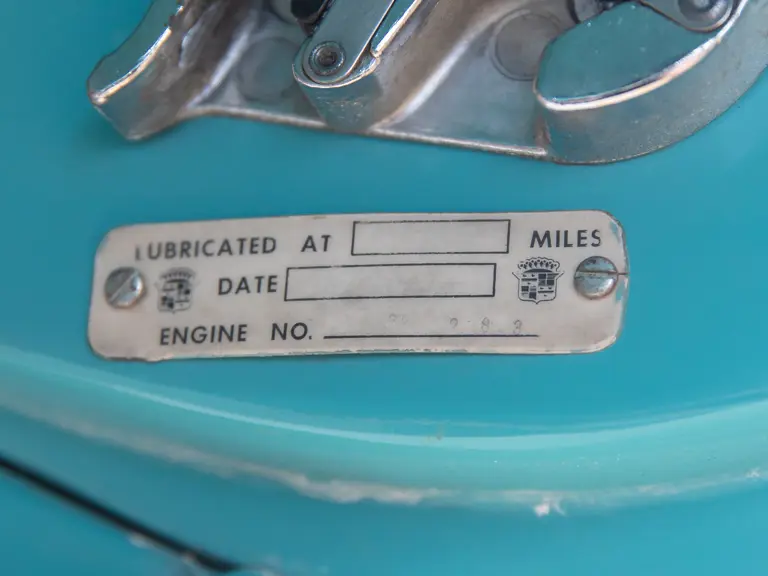 LUBRICATED AT MILES
DATE
ENGINE NO.